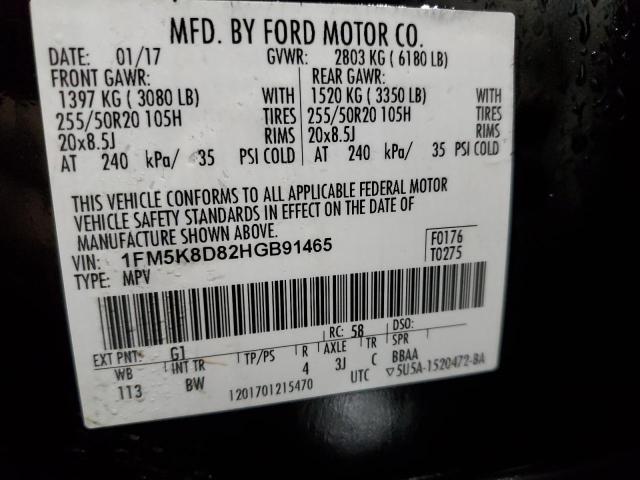 MFD. BY FORD MOTOR CO.
DATE: 01/17 GVWR: 2803 KG ( 6180 LB)
FRONT GAWR: REAR GAWR:
1397 KG ( 3080 LB) WITH 1520 KG ( 3350 LB) WITH
255/50R20 105H TIRES 255/50R20 105H TIRES
20x8.5J RIMS 20x8.5J RIMS
AT 240 kPa/ 35 PSI COLD AT 240 kPa/ 35 PSI COLD
THIS VEHICLE CONFORMS TO ALL APPLICABLE FEDERAL MOTOR
VEHICLE SAFETY STANDARDS IN EFFECT ON THE DATE OF
MANUFACTURE SHOWN ABOVE.
VIN: 1FM5K8D82HGB91465 F0176
TYPE: MPV T0275
EXT PNT: G1 RC: 58 DSO:
WB INT TR TP/PS R AXLE TR SPR
113 BW 4 3J C BBAA
1201701215470 UTC ▽5U5A-1520472-BA